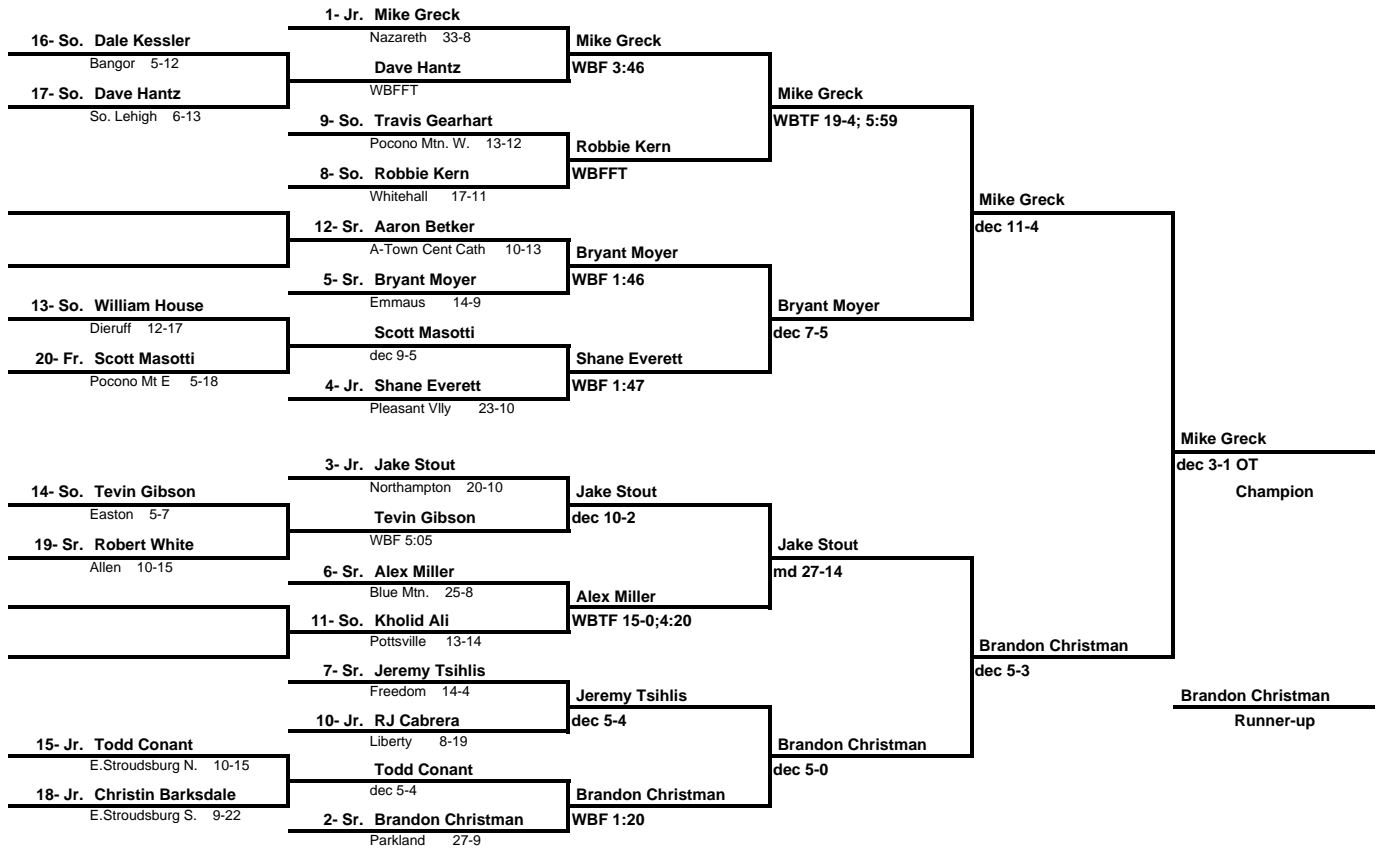 1- Jr. Mike Greck
Nazareth 33-8
16- So. Dale Kessler
Bangor 5-12
Dave Hantz
WBFFT
17- So. Dave Hantz
So. Lehigh 6-13
Mike Greck
WBF 3:46
9- So. Travis Gearhart
Pocono Mtn. W. 13-12
Robbie Kern
WBFFT
8- So. Robbie Kern
Whitehall 17-11
Mike Greck
WBTF 19-4; 5:59
12- Sr. Aaron Betker
A-Town Cent Cath 10-13
Bryant Moyer
WBF 1:46
5- Sr. Bryant Moyer
Emmaus 14-9
13- So. William House
Dieruff 12-17
Scott Masotti
dec 9-5
20- Fr. Scott Masotti
Pocono Mt E 5-18
Shane Everett
WBF 1:47
4- Jr. Shane Everett
Pleasant Vlly 23-10
Bryant Moyer
dec 7-5
Mike Greck
dec 11-4
Mike Greck
dec 3-1 OT
Champion
3- Jr. Jake Stout
Northampton 20-10
14- So. Tevin Gibson
Easton 5-7
Tevin Gibson
WBF 5:05
19- Sr. Robert White
Allen 10-15
Jake Stout
dec 10-2
6- Sr. Alex Miller
Blue Mtn. 25-8
Alex Miller
WBTF 15-0;4:20
11- So. Kholid Ali
Pottsville 13-14
Jake Stout
md 27-14
7- Sr. Jeremy Tsihlis
Freedom 14-4
Jeremy Tsihlis
dec 5-4
10- Jr. RJ Cabrera
Liberty 8-19
15- Jr. Todd Conant
E.Stroudsburg N. 10-15
Todd Conant
dec 5-4
18- Jr. Christin Barksdale
E.Stroudsburg S. 9-22
Brandon Christman
WBF 1:20
2- Sr. Brandon Christman
Parkland 27-9
Brandon Christman
dec 5-0
Brandon Christman
dec 5-3
Brandon Christman
Runner-up